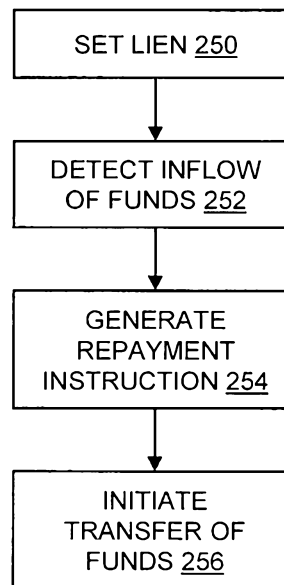 SET LIEN 250
DETECT INFLOW
OF FUNDS 252
GENERATE
REPAYMENT
INSTRUCTION 254
INITIATE
TRANSFER OF
FUNDS 256